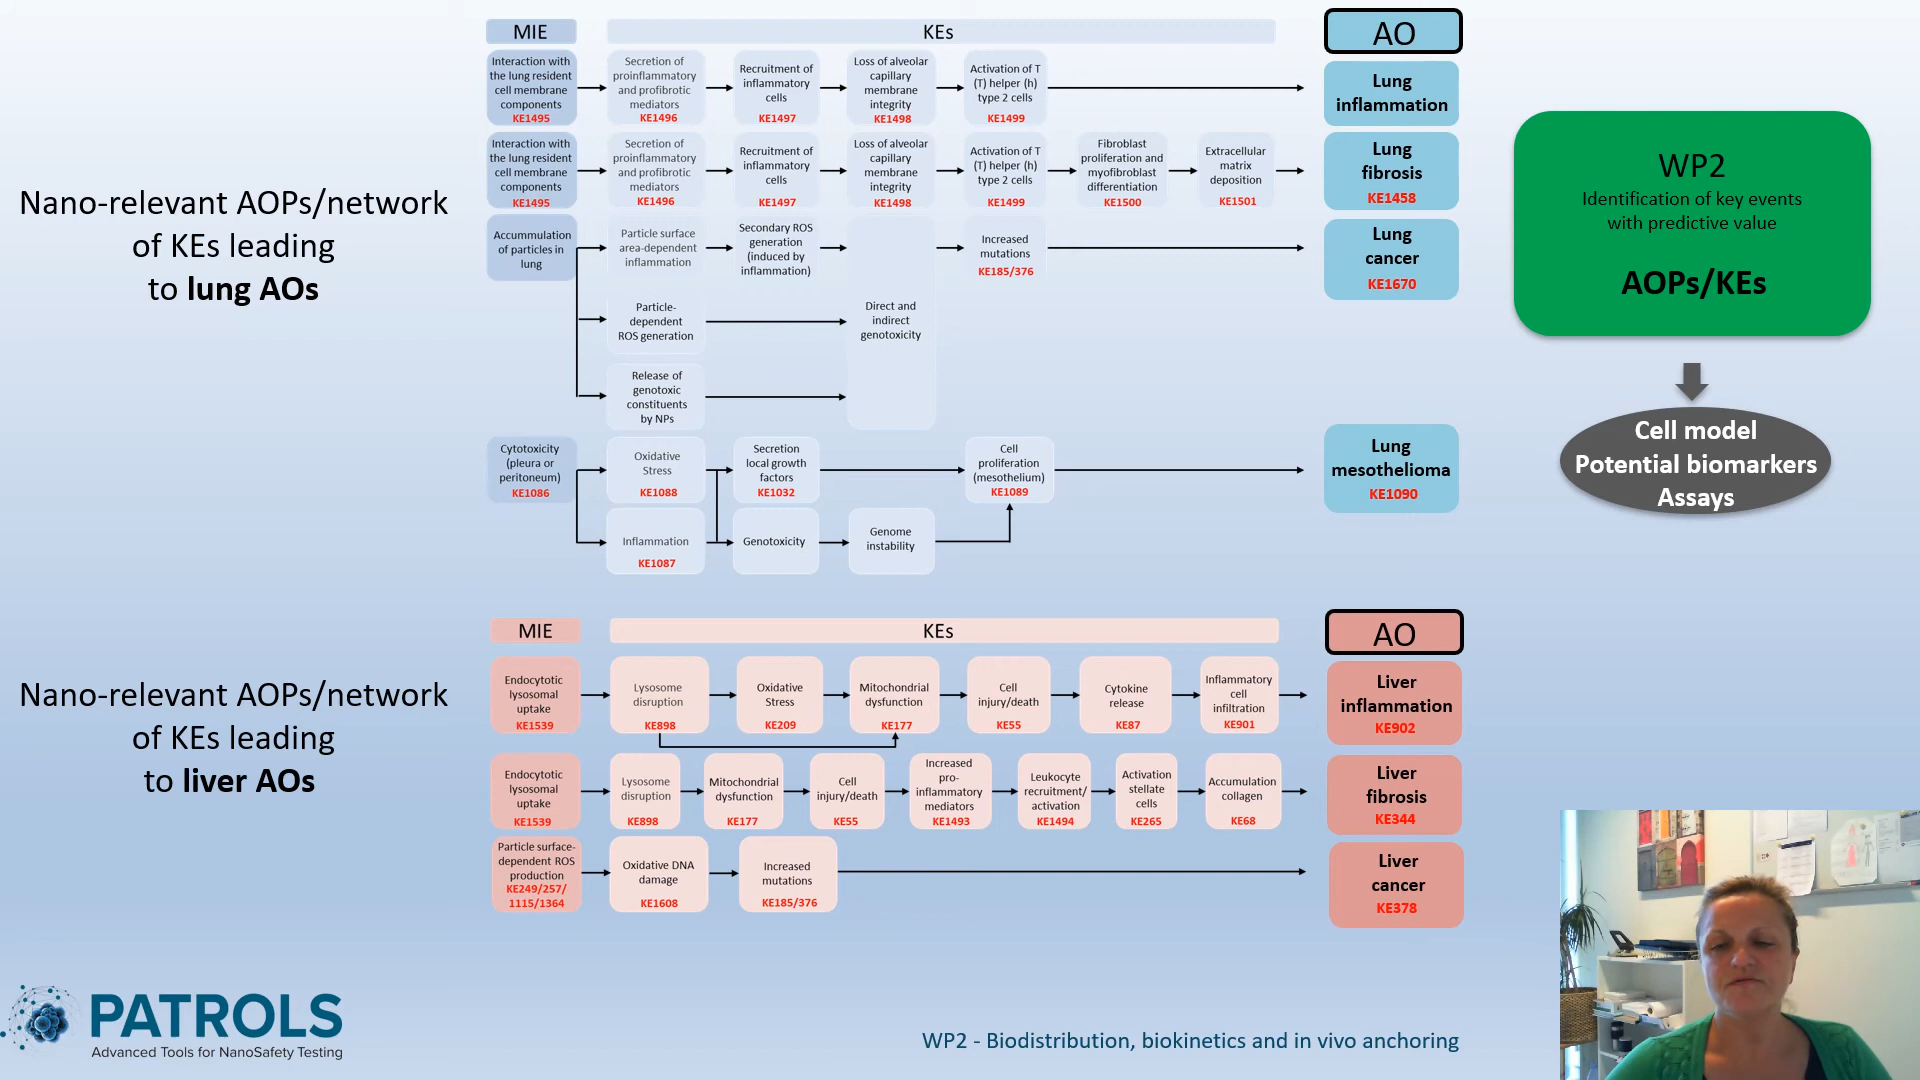 MIE
KEs
AO
Interaction with
the lung resident
cell membrane
components
KE1495
Secretion of
proinflammatory
and profibrotic
mediators
KE1496
Recruitment of
inflammatory
cells
KE1497
Loss of alveolar
capillary
membrane
integrity
KE1498
Activation of T
(T) helper (h)
type 2 cells
KE1499
Lung
inflammation
Interaction with
the lung resident
cell membrane
components
KE1495
Secretion of
proinflammatory
and profibrotic
mediators
KE1496
Recruitment of
inflammatory
cells
KE1497
Loss of alveolar
capillary
membrane
integrity
KE1498
Activation of T
(T) helper (h)
type 2 cells
KE1499
Fibroblast
proliferation and
myofibroblast
differentiation
KE1500
Extracellular
matrix
deposition
KE1501
Lung
fibrosis
KE1458
Nano-relevant AOPs/network
of KEs leading
to lung AOs
Accummulation
of particles in
lung
Particle surface
area-dependent
inflammation
Secondary ROS
generation
(induced by
inflammation)
Increased
mutations
KE185/376
Lung
cancer
KE1670
Particle-
dependent
ROS generation
Direct and
indirect
genotoxicity
Release of
genotoxic
constituents
by NPs
Cytotoxicity
(pleura or
peritoneum)
KE1086
Oxidative
Stress
KE1088
Secretion
local growth
factors
KE1032
Cell
proliferation
(mesothelium)
KE1089
Lung
mesothelioma
KE1090
Inflammation
KE1087
Genotoxicity
Genome
instability
WP2
Identification of key events
with predictive value
AOPs/KEs
Cell model
Potential biomarkers
Assays
MIE
KEs
AO
Nano-relevant AOPs/network
of KEs leading
to liver AOs
Endocytotic
lysosomal
uptake
KE1539
Lysosome
disruption
KE898
Oxidative
Stress
KE209
Mitochondrial
dysfunction
KE177
Cell
injury/death
KE55
Cytokine
release
KE87
Inflammatory
cell
infiltration
KE901
Liver
inflammation
KE902
Endocytotic
lysosomal
uptake
KE1539
Lysosome
disruption
KE898
Mitochondrial
dysfunction
KE177
Cell
injury/death
KE55
Increased
pro-
inflammatory
mediators
KE1493
Leukocyte
recruitment/
activation
KE1494
Activation
stellate
cells
KE265
Accumulation
collagen
KE68
Liver
fibrosis
KE344
Particle surface-
dependent ROS
production
KE249/257/
1115/1364
Oxidative DNA
damage
KE1608
Increased
mutations
KE185/376
Liver
cancer
KE378
PATROLS
Advanced Tools for NanoSafety Testing
WP2 - Biodistribution, biokinetics and in vivo anchoring